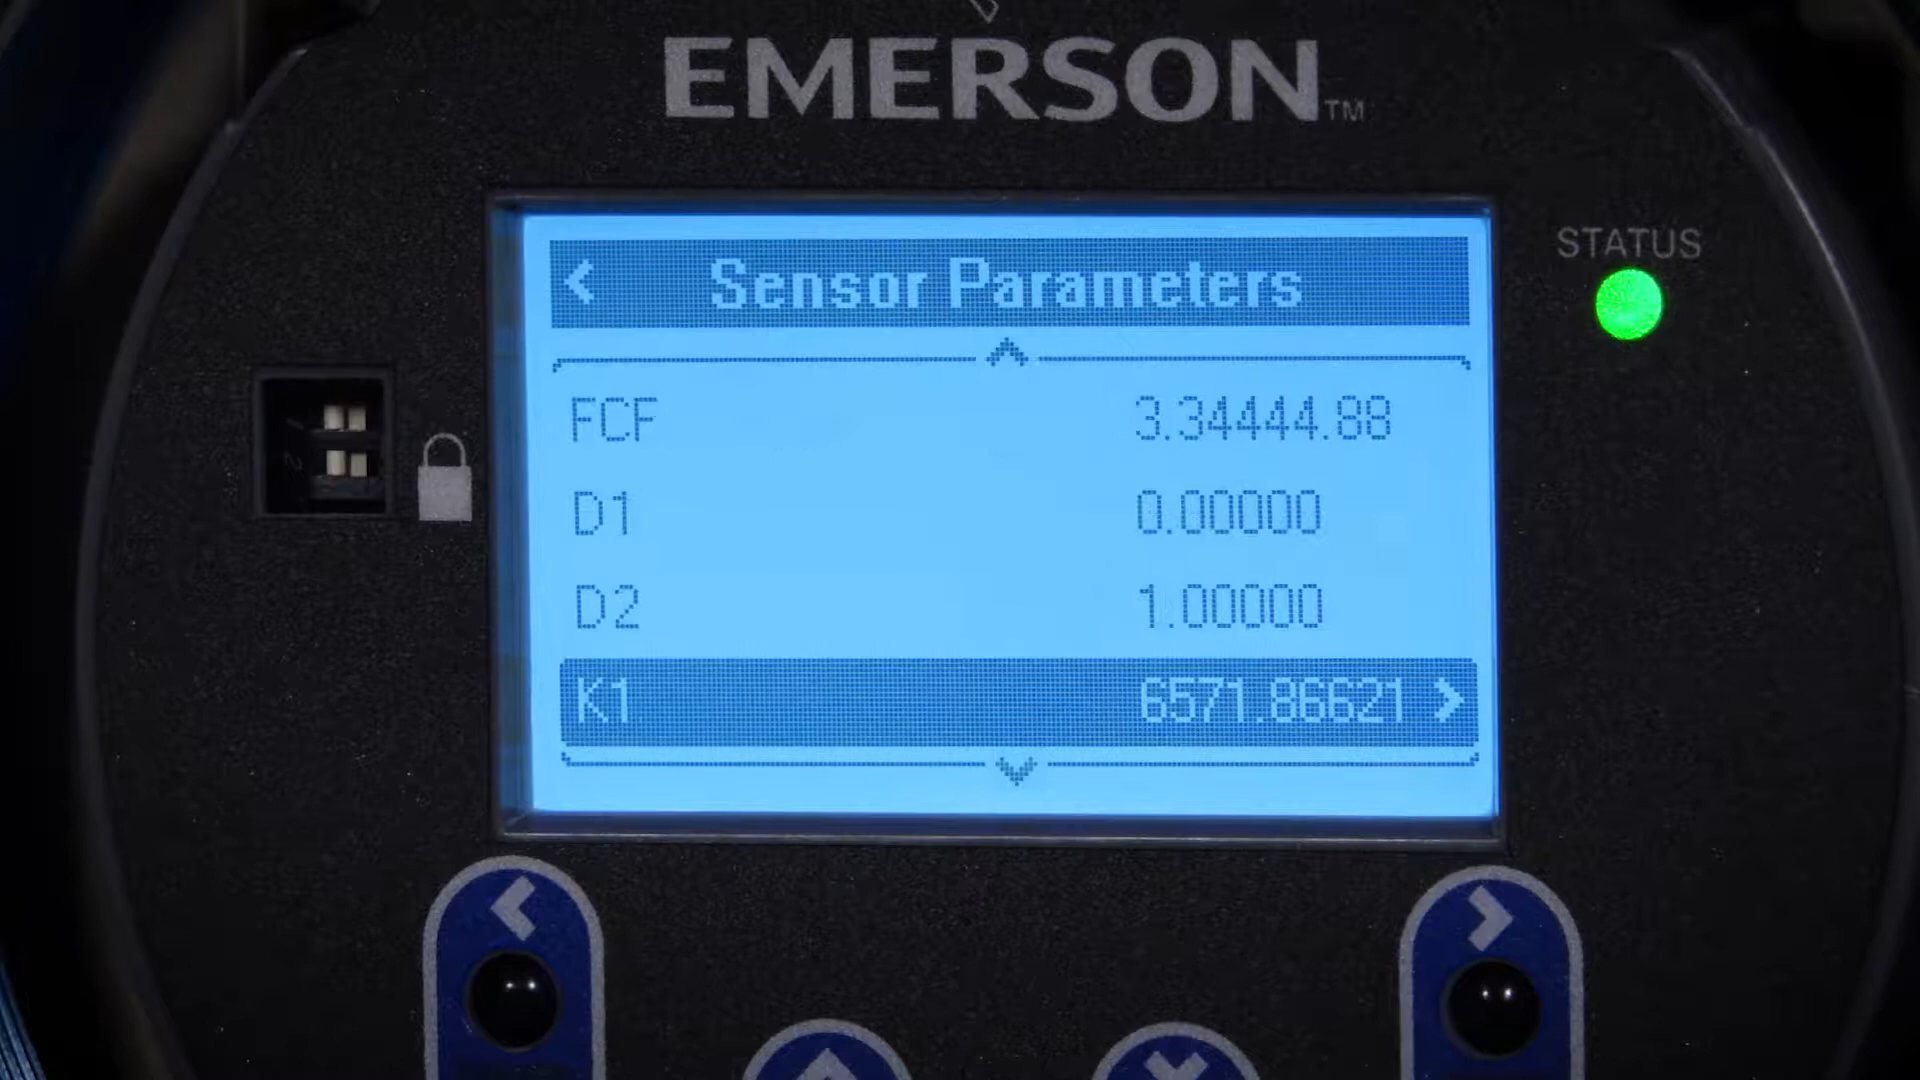 EMERSON™
STATUS
Sensor Parameters
FCF 3.34444.88
D1 0.00000
D2 1.00000
K1 6571.86621